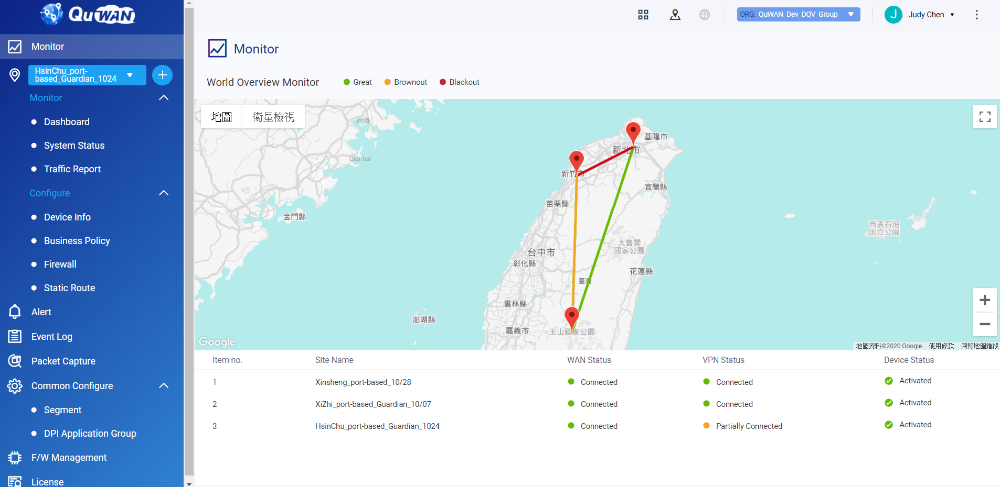 QuWAN
Monitor
HsinChu_port-
based_Guardian_1024
Monitor
Dashboard
System Status
Traffic Report
Configure
Device Info
Business Policy
Firewall
Static Route
Alert
Event Log
Packet Capture
Common Configure
Segment
DPI Application Group
F/W Management
License
ORG: QuWAN_Dev_DQV_Group
J
Judy Chen
Monitor
World Overview Monitor
Great
Brownout
Blackout
地圖
衛星檢視
內海
Qianhai
金門縣
基隆市
新北市
新竹市
宜蘭縣
苗栗縣
西表石垣
国立公園
太魯閣
國家公園
台中市
彰化縣
花蓮縣
臺灣
雲林縣
澎湖縣
嘉義市
玉山國家公園
Google
地圖資料©2020 Google
使用條款
回報地圖錯誤
Item no. Site Name WAN Status VPN Status Device Status
1 Xinsheng_port-based_10/28 Connected Connected Activated
2 XiZhi_port-based_Guardian_10/07 Connected Connected Activated
3 HsinChu_port-based_Guardian_1024 Connected Partially Connected Activated